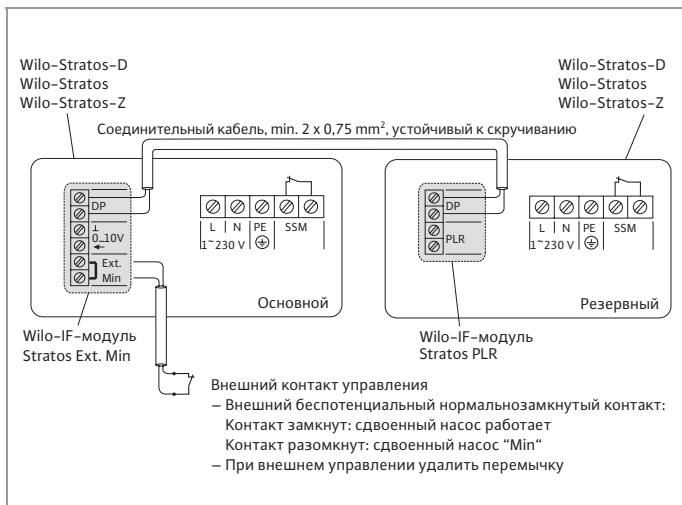 Wilo–Stratos–D
Wilo–Stratos
Wilo–Stratos–Z
Wilo–Stratos–D
Wilo–Stratos
Wilo–Stratos–Z
Соединительный кабель, min. 2 x 0,75 mm², устойчивый к скручиванию
DP
⊥
0...10V
Ext.
Min
L N PE SSM
1~230 V
Основной
DP
PLR
L N PE SSM
1~230 V
Резервный
Wilo–IF–модуль
Stratos Ext. Min
Wilo–IF–модуль
Stratos PLR
Внешний контакт управления
– Внешний беспотенциальный нормальнозамкнутый контакт:
Контакт замкнут: сдвоенный насос работает
Контакт разомкнут: сдвоенный насос “Min“
– При внешнем управлении удалить перемычку